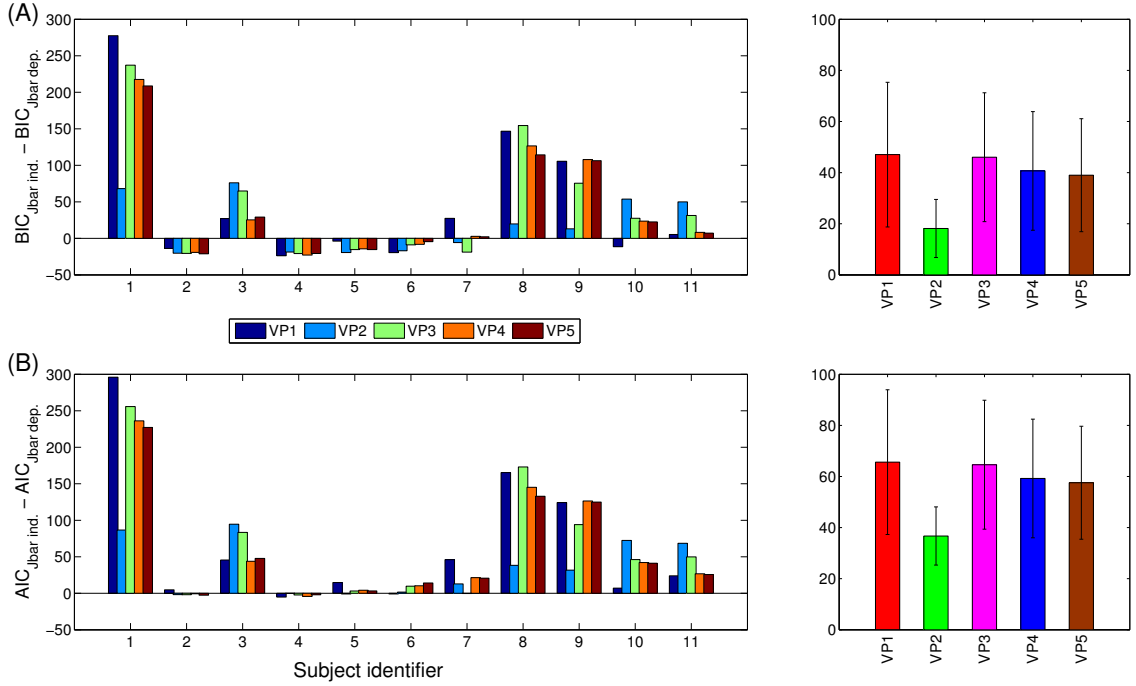 (A)
300
250
200
150
100
50
0
−50
BIC_Jbar ind. − BIC_Jbar dep.
1 2 3 4 5 6 7 8 9 10 11
100
80
60
40
20
0
VP1 VP2 VP3 VP4 VP5
VP1 VP2 VP3 VP4 VP5
(B)
300
250
200
150
100
50
0
−50
AIC_Jbar ind. − AIC_Jbar dep.
1 2 3 4 5 6 7 8 9 10 11
Subject identifier
100
80
60
40
20
0
VP1 VP2 VP3 VP4 VP5